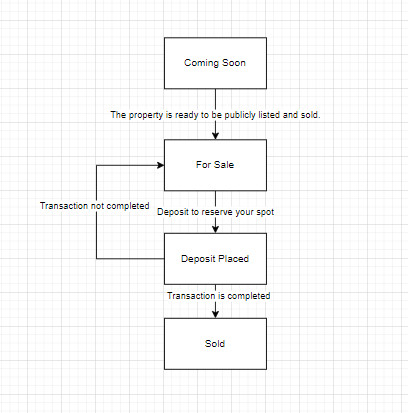 Coming Soon
The property is ready to be publicly listed and sold.
For Sale
Transaction not completed
Deposit to reserve your spot
Deposit Placed
Transaction is completed
Sold